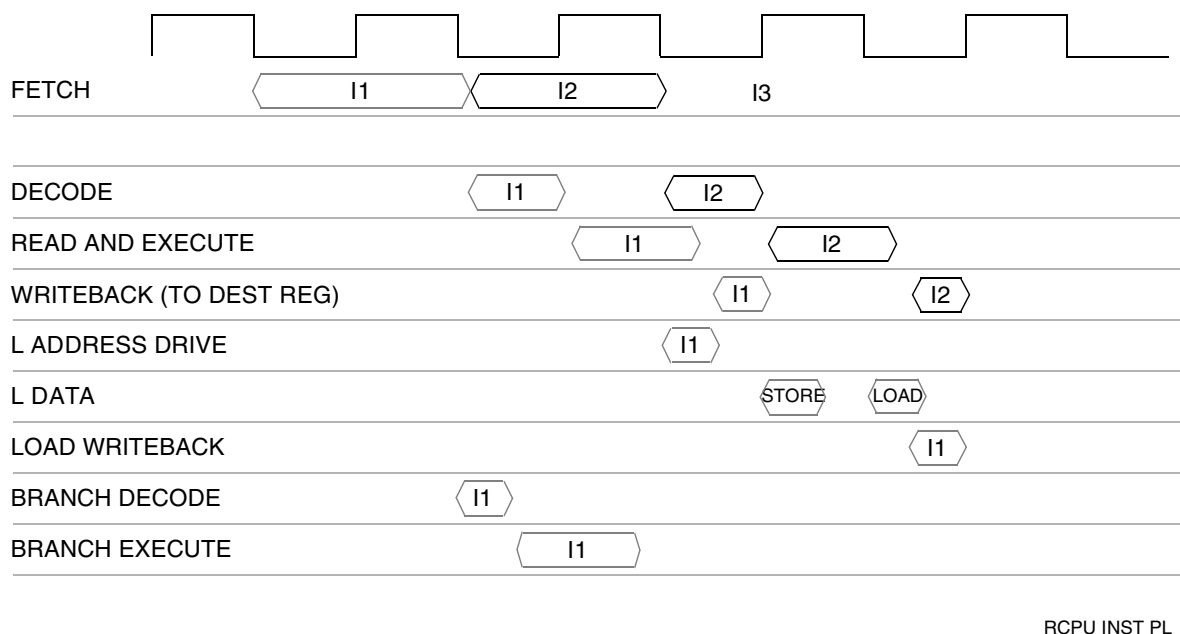 FETCH I1 I2 I3
DECODE I1 I2
READ AND EXECUTE I1 I2
WRITEBACK (TO DEST REG) I1 I2
L ADDRESS DRIVE I1
L DATA STORE LOAD
LOAD WRITEBACK I1
BRANCH DECODE I1
BRANCH EXECUTE I1
RCPU INST PL